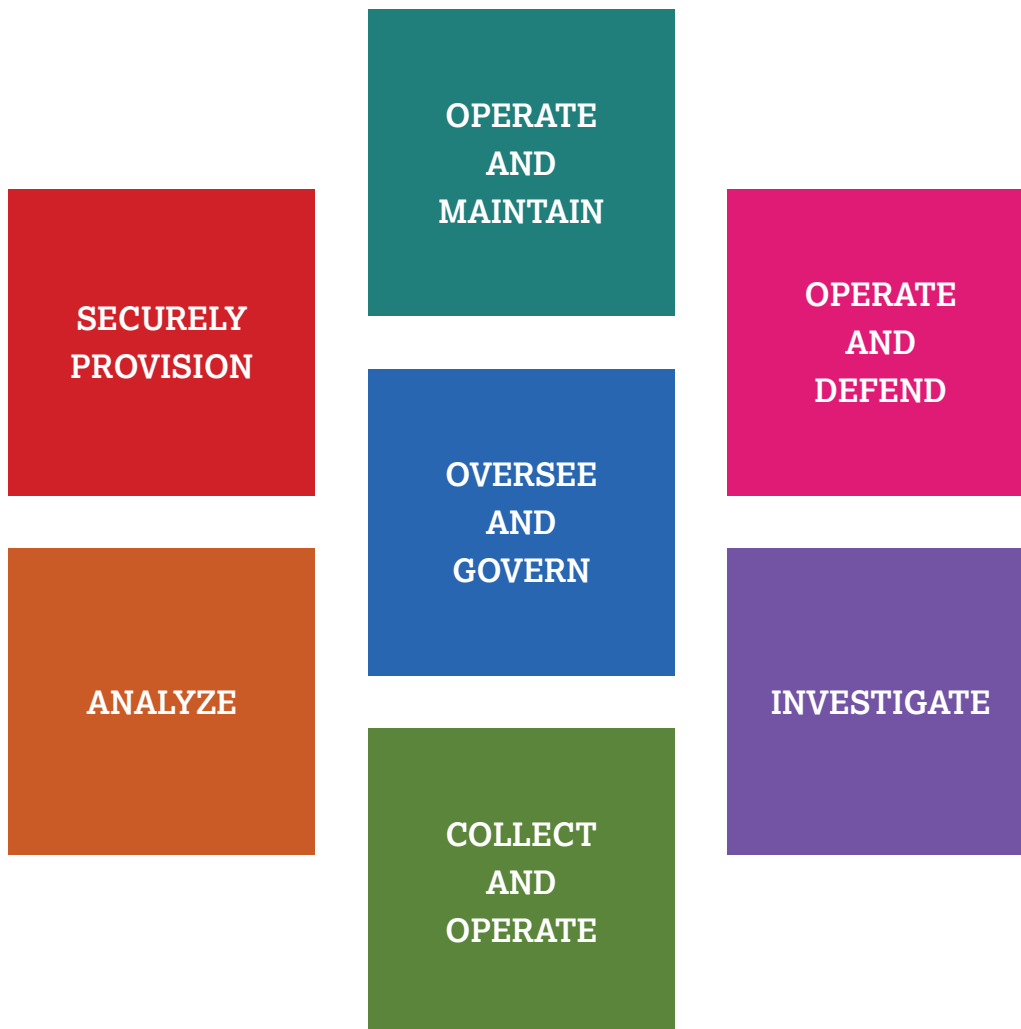 OPERATE
AND
MAINTAIN
SECURELY
PROVISION
OPERATE
AND
DEFEND
OVERSEE
AND
GOVERN
ANALYZE
INVESTIGATE
COLLECT
AND
OPERATE